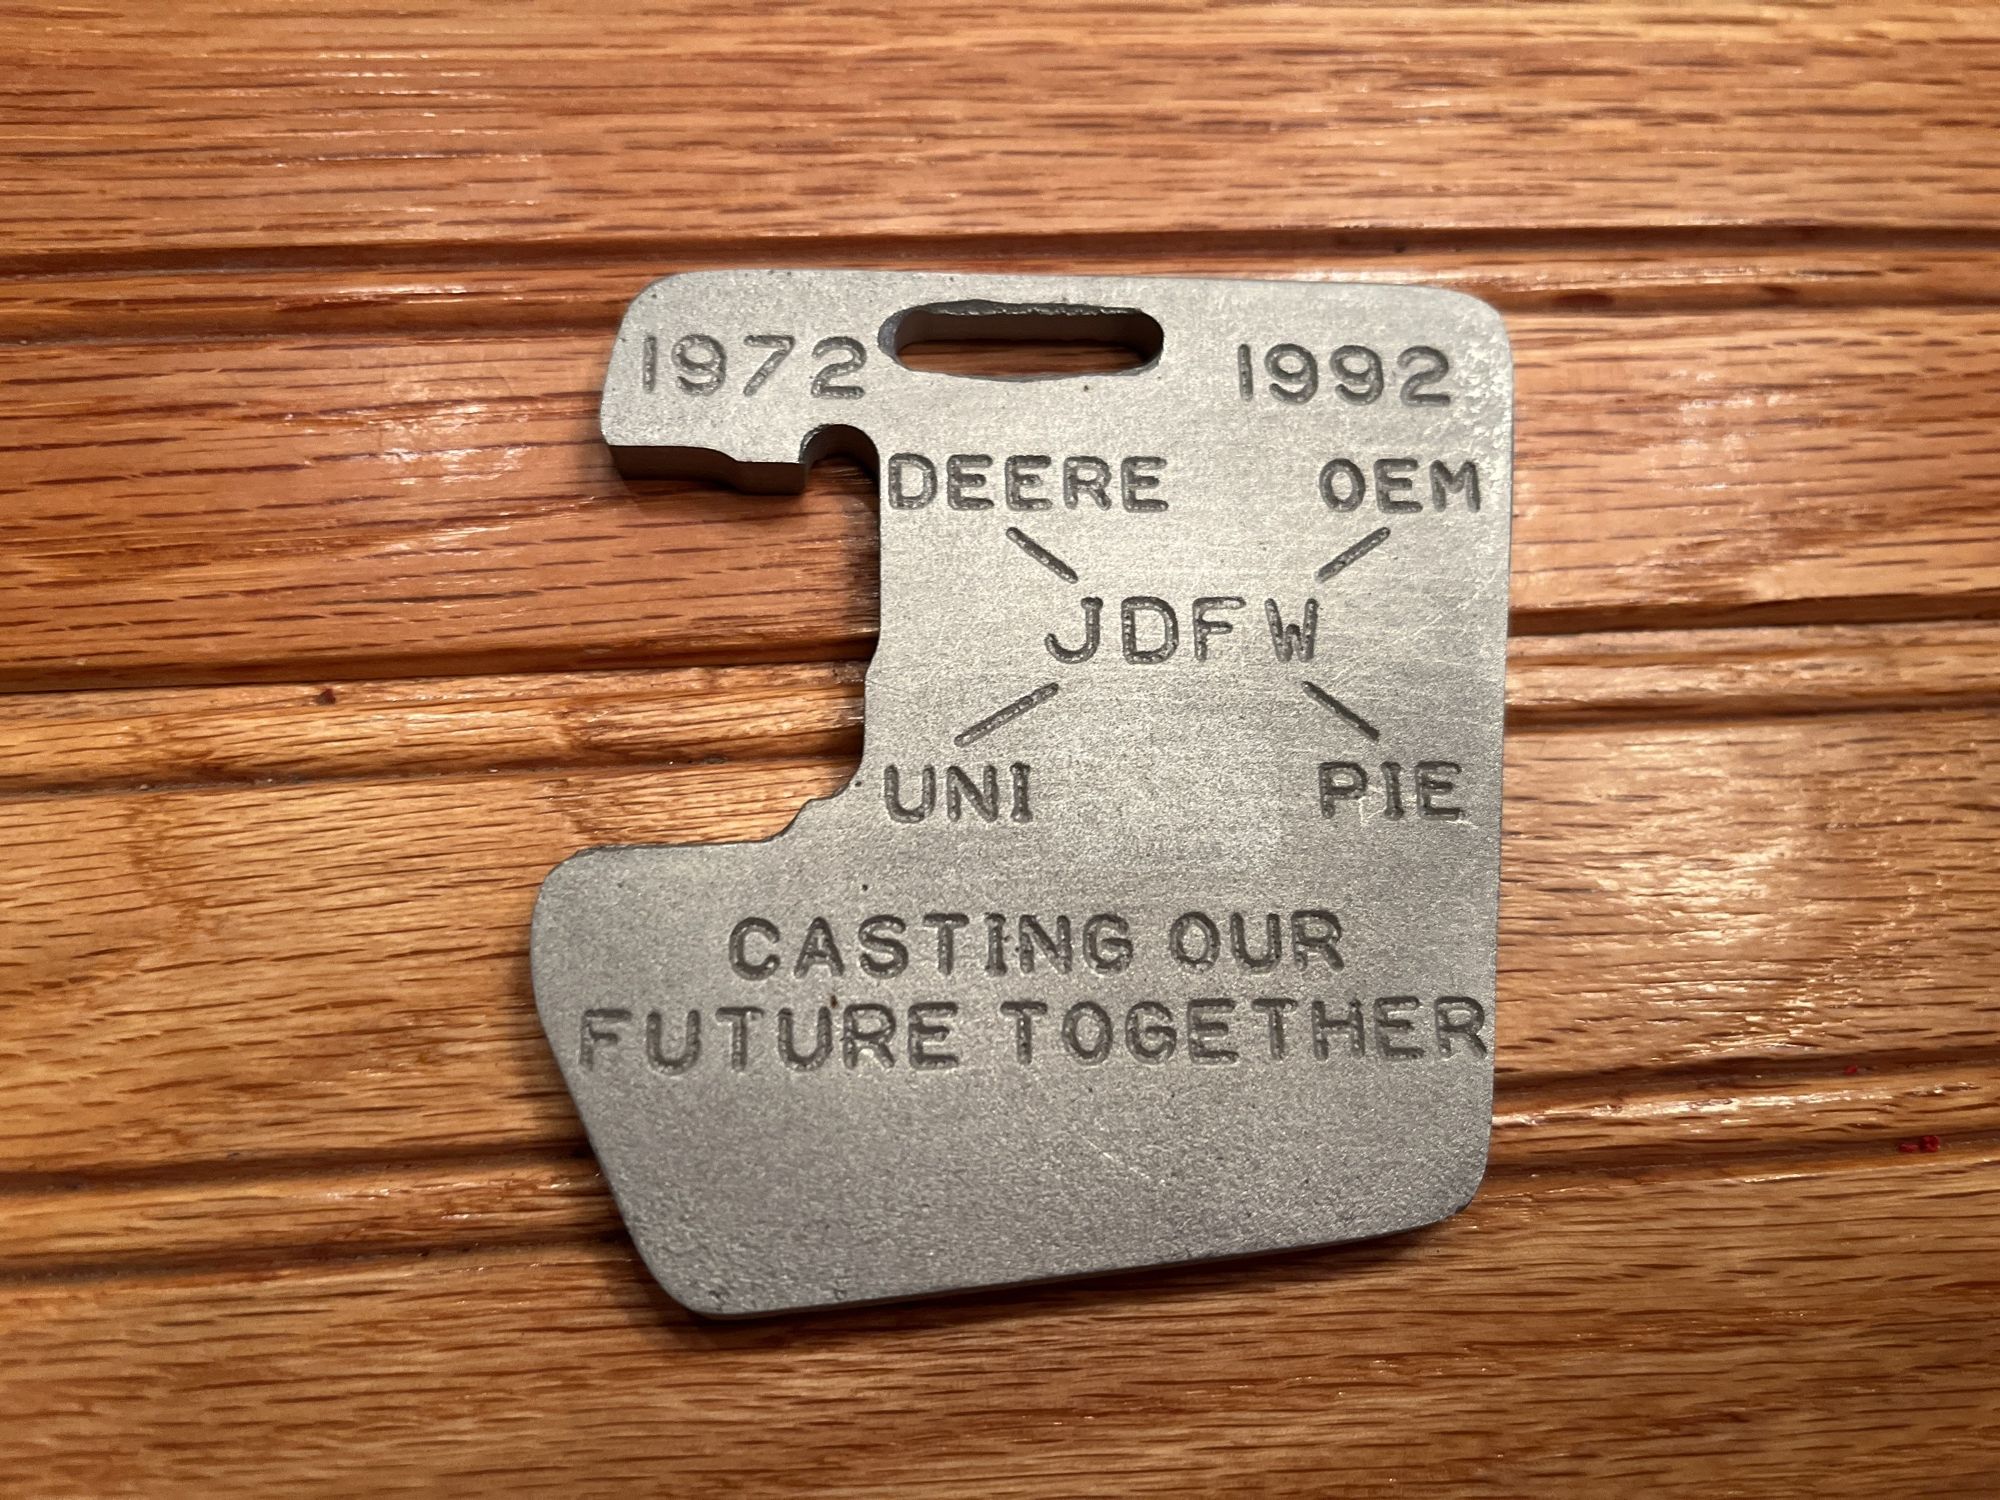 1972 1992
DEERE OEM
JDFW
UNI PIE
CASTING OUR
FUTURE TOGETHER